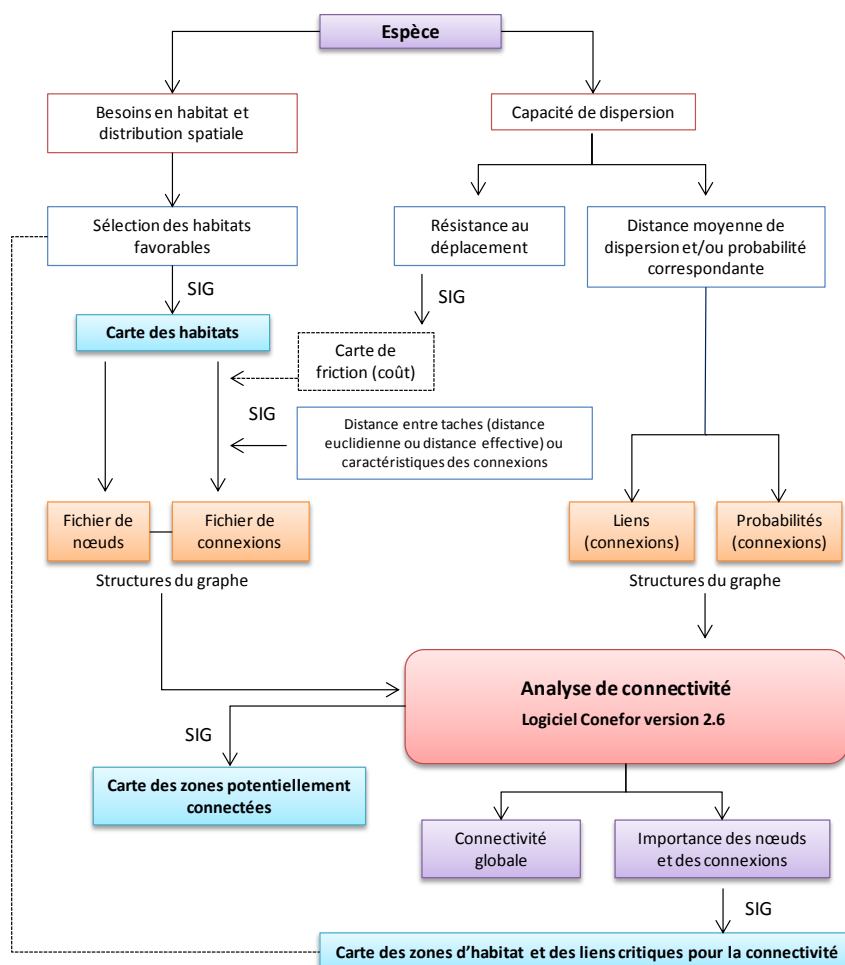 Espèce
Besoins en habitat et
distribution spatiale
Capacité de dispersion
Sélection des habitats
favorables
Résistance au
déplacement
Distance moyenne de
dispersion et/ou probabilité
correspondante
SIG
SIG
Carte des habitats
Carte de
friction (coût)
SIG
Distance entre taches (distance
euclidienne ou distance effective) ou
caractéristiques des connexions
Fichier de
nœuds
Fichier de
connexions
Liens
(connexions)
Probabilités
(connexions)
Structures du graphe
Structures du graphe
Analyse de connectivité
Logiciel Conefor version 2.6
SIG
Carte des zones potentiellement
connectées
Connectivité
globale
Importance des nœuds
et des connexions
SIG
Carte des zones d'habitat et des liens critiques pour la connectivité